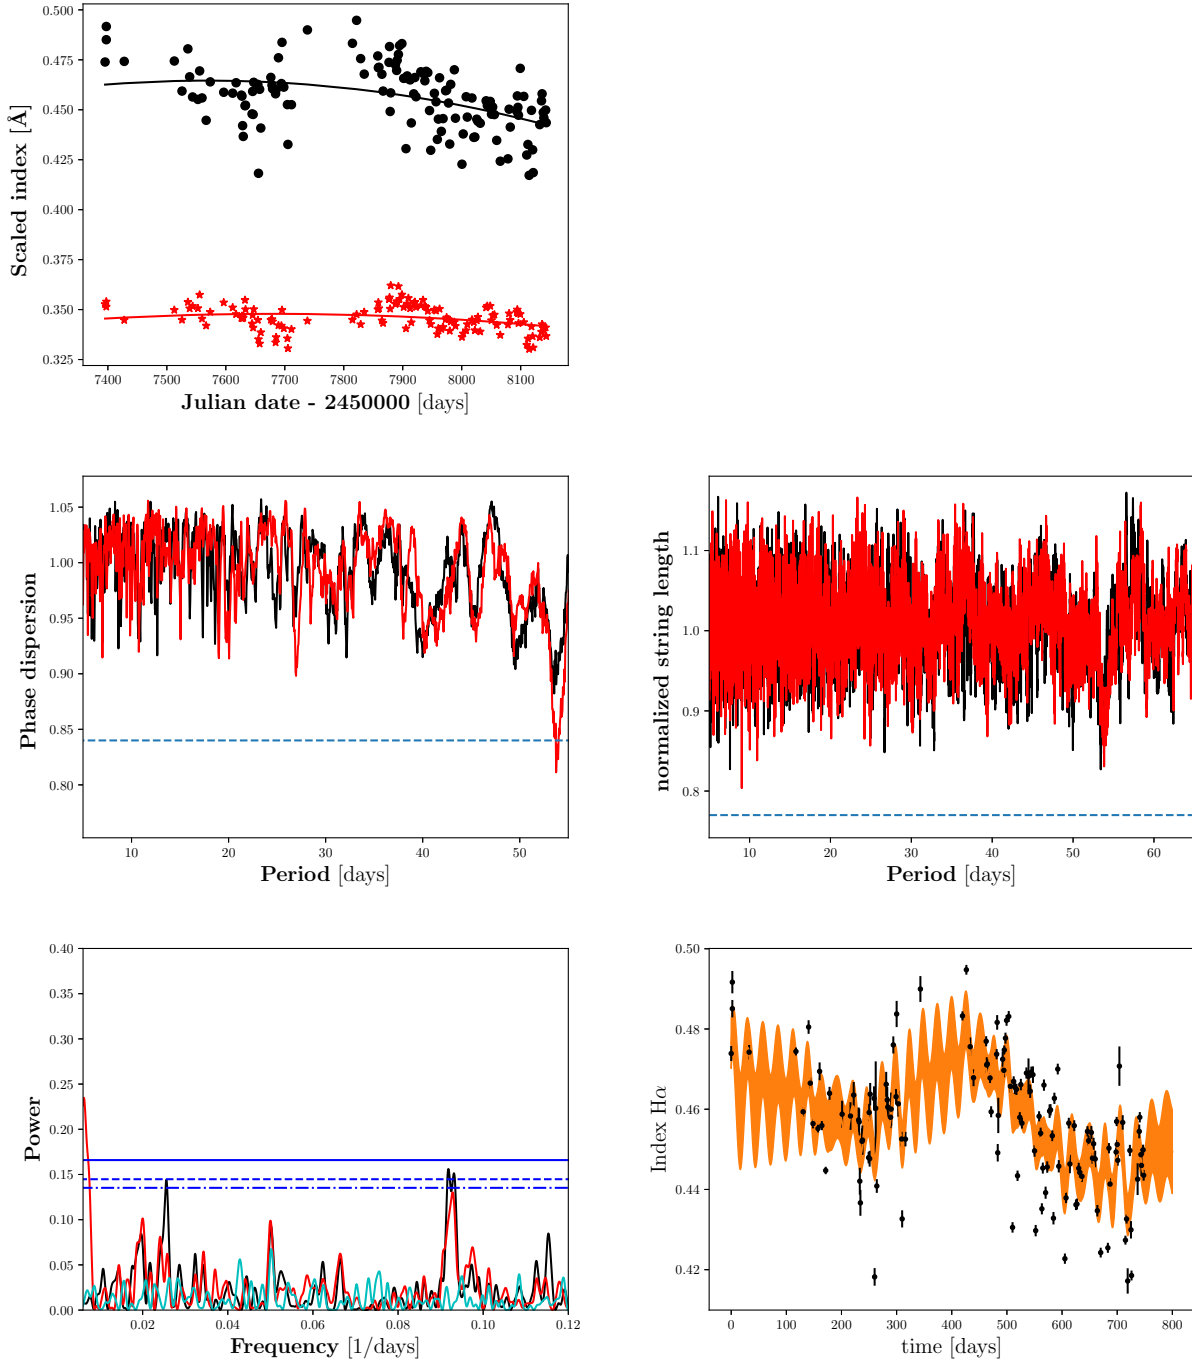 0.500
0.475
0.450
0.425
0.400
0.375
0.350
0.325
Scaled index [Å]
7400 7500 7600 7700 7800 7900 8000 8100
Julian date - 2450000 [days]
1.05
1.00
0.95
0.90
0.85
0.80
Phase dispersion
10 20 30 40 50
Period [days]
1.1
1.0
0.9
0.8
normalized string length
10 20 30 40 50 60
Period [days]
0.40
0.35
0.30
0.25
0.20
0.15
0.10
0.05
0.00
Power
0.02 0.04 0.06 0.08 0.10 0.12
Frequency [1/days]
0.50
0.48
0.46
0.44
0.42
Index Hα
0 100 200 300 400 500 600 700 800
time [days]